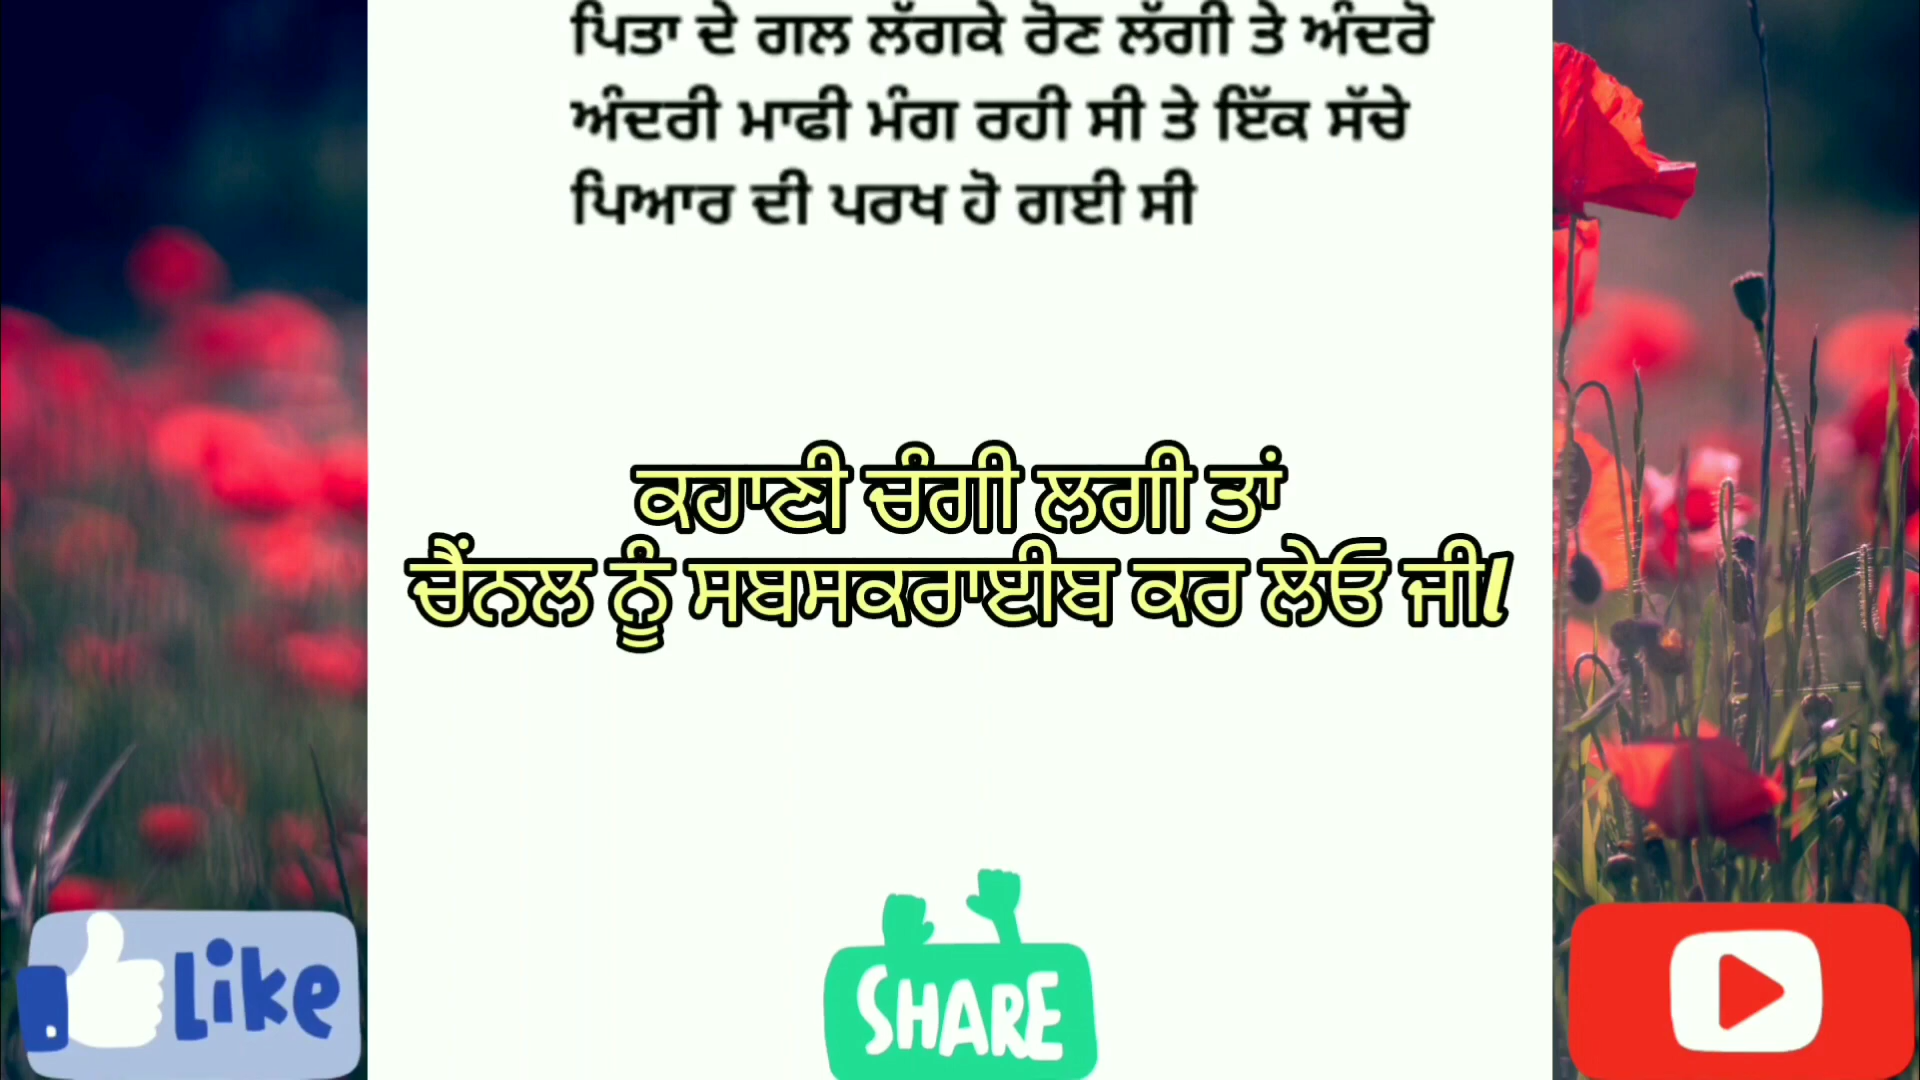 ਪਿਤਾ ਦੇ ਗਲ ਲੱਗਕੇ ਰੋਣ ਲੱਗੀ ਤੇ ਅੰਦਰੋ
ਅੰਦਰੀ ਮਾਫੀ ਮੰਗ ਰਹੀ ਸੀ ਤੇ ਇੱਕ ਸੱਚੇ
ਪਿਆਰ ਦੀ ਪਰਖ ਹੋ ਗਈ ਸੀ
ਕਹਾਣੀ ਚੰਗੀ ਲਗੀ ਤਾਂ
ਚੈਂਨਲ ਨੂੰ ਸਬਸਕਰਾਈਬ ਕਰ ਲੇਓ ਜੀl
Like
SHARE